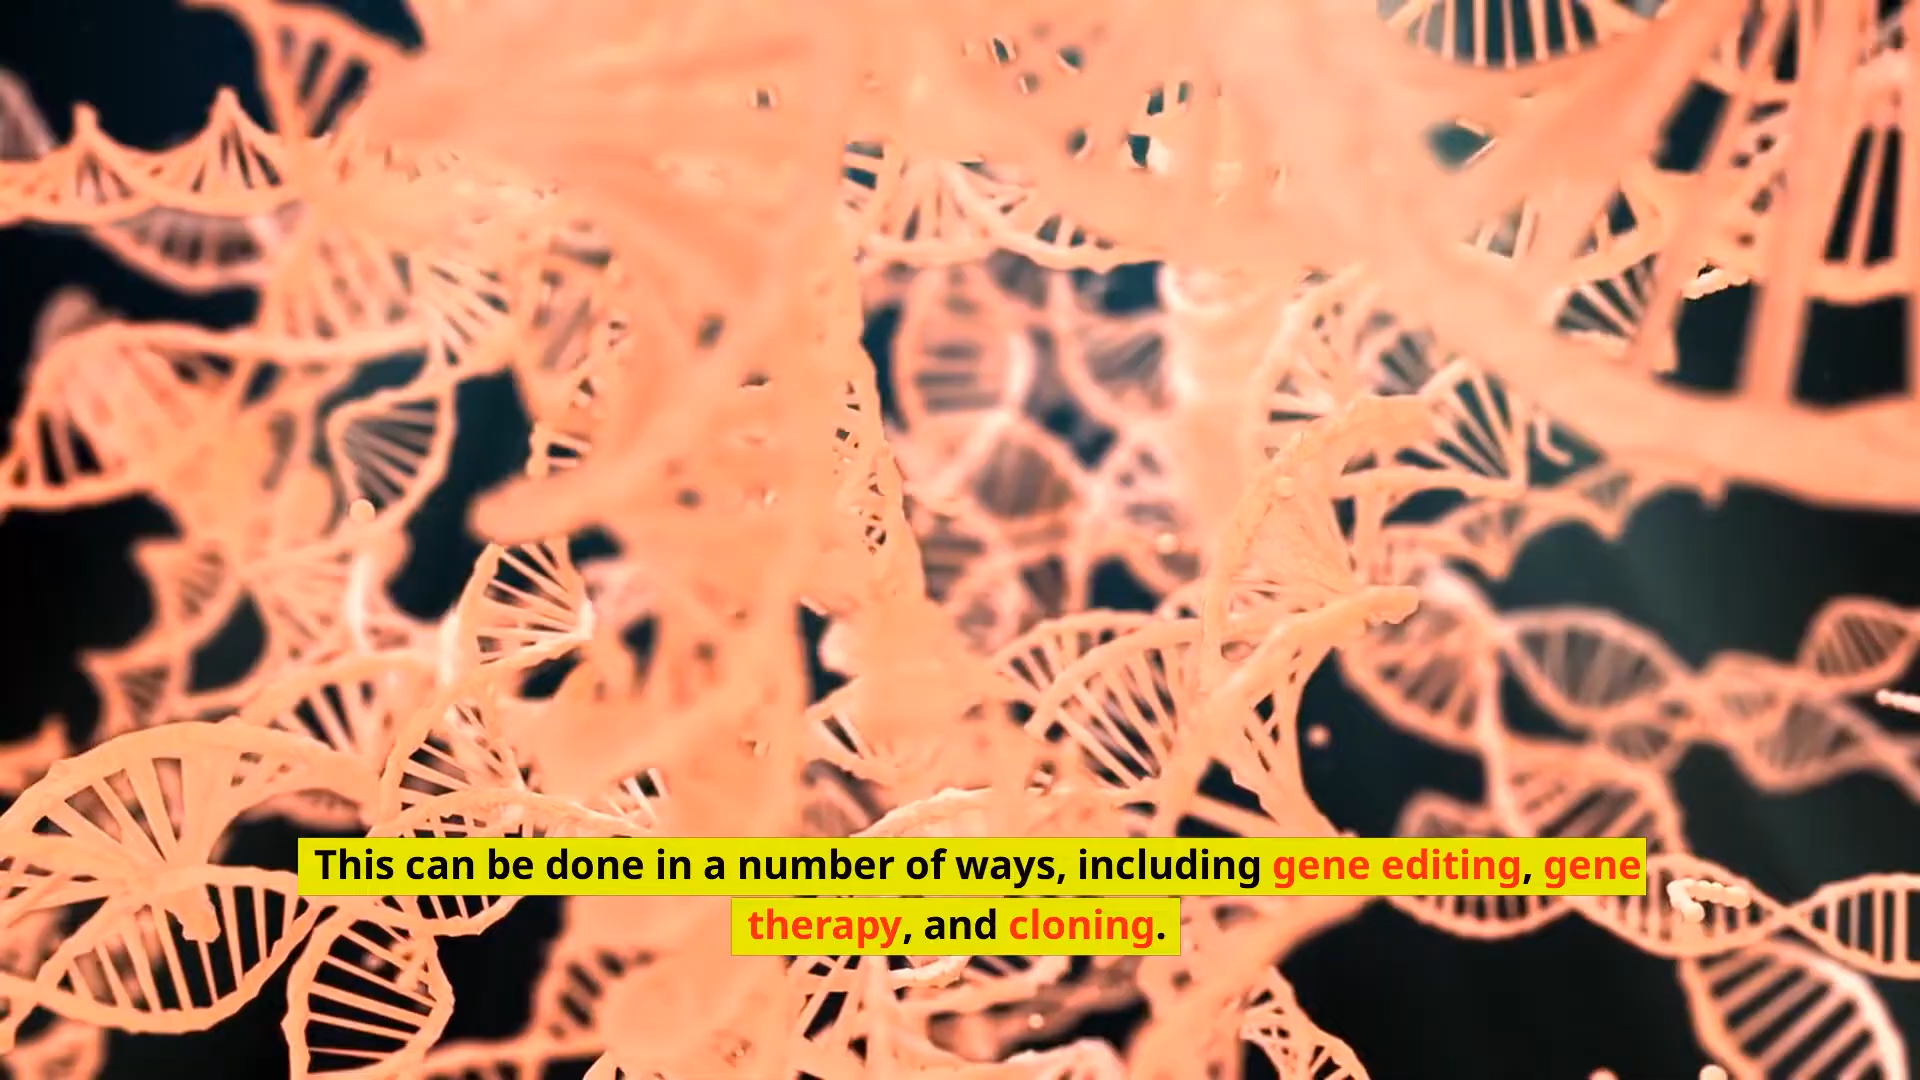 This can be done in a number of ways, including gene editing, gene
therapy, and cloning.